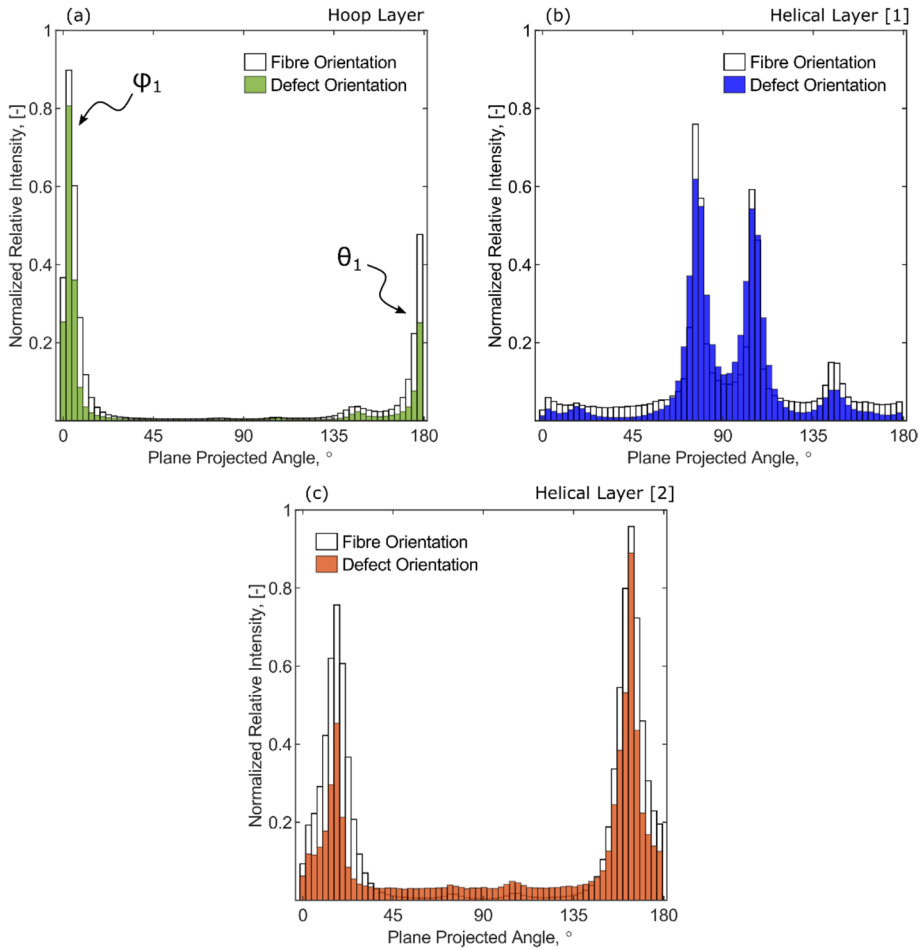 (a) Hoop Layer
Normalized Relative Intensity, [-]
1
0.8
0.6
0.4
0.2
Fibre Orientation
Defect Orientation
φ1
θ1
0 45 90 135 180
Plane Projected Angle, °
(b) Helical Layer [1]
Normalized Relative Intensity, [-]
1
0.8
0.6
0.4
0.2
Fibre Orientation
Defect Orientation
0 45 90 135 180
Plane Projected Angle, °
(c) Helical Layer [2]
Normalized Relative Intensity, [-]
1
0.8
0.6
0.4
0.2
Fibre Orientation
Defect Orientation
0 45 90 135 180
Plane Projected Angle, °